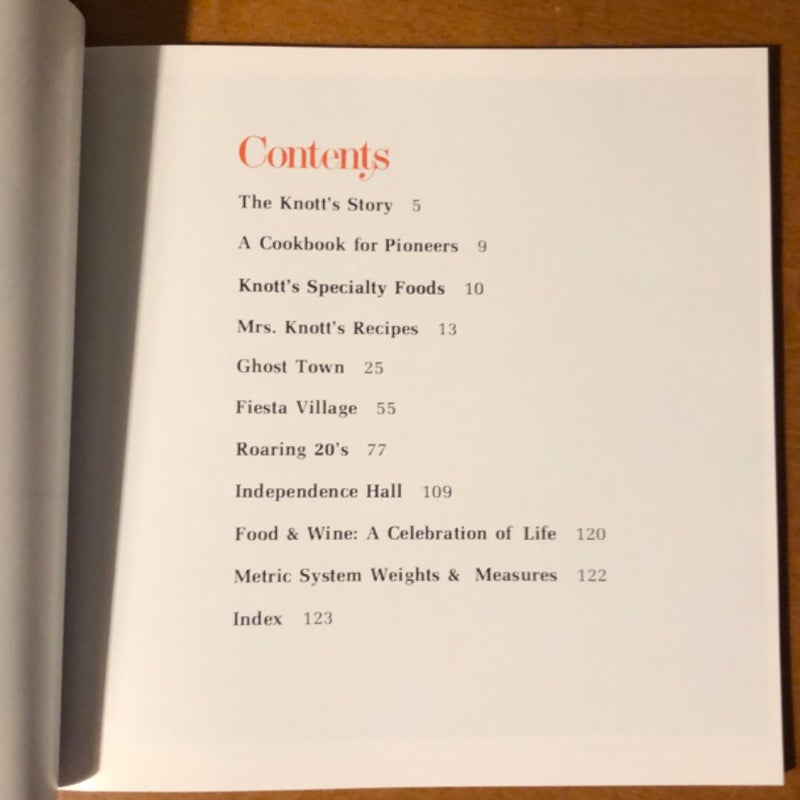 Contents
The Knott's Story 5
A Cookbook for Pioneers 9
Knott's Specialty Foods 10
Mrs. Knott's Recipes 13
Ghost Town 25
Fiesta Village 55
Roaring 20's 77
Independence Hall 109
Food & Wine: A Celebration of Life 120
Metric System Weights & Measures 122
Index 123